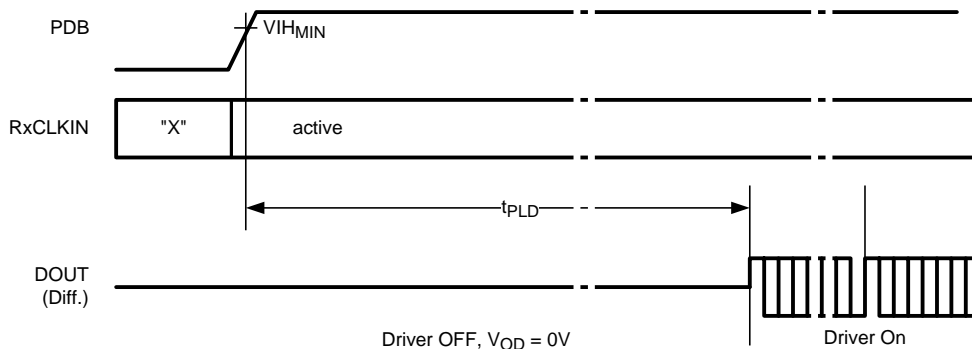 PDB
VIHMIN
RxCLKIN
"X"
active
tPLD
DOUT
(Diff.)
Driver OFF, VOD = 0V
Driver On